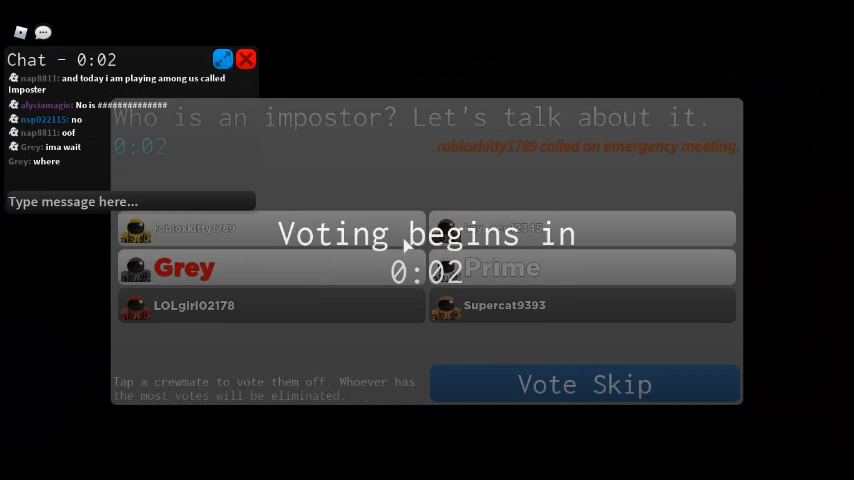 Chat - 0:02
nap8811: and today i am playing among us called
Imposter
alyciamagie: No is ##############
nsp022115: no
nap8811: oof
Grey: ima wait
Grey: where
Type message here...
Who is an impostor? Let's talk about it.
0:02
robloxkitty1789 called an emergency meeting.
robloxkitty1789
Voting begins in
0:02
Grey
Prime
LOLgirl02178
Supercat9393
Tap a crewmate to vote them off. Whoever has
the most votes will be eliminated.
Vote Skip